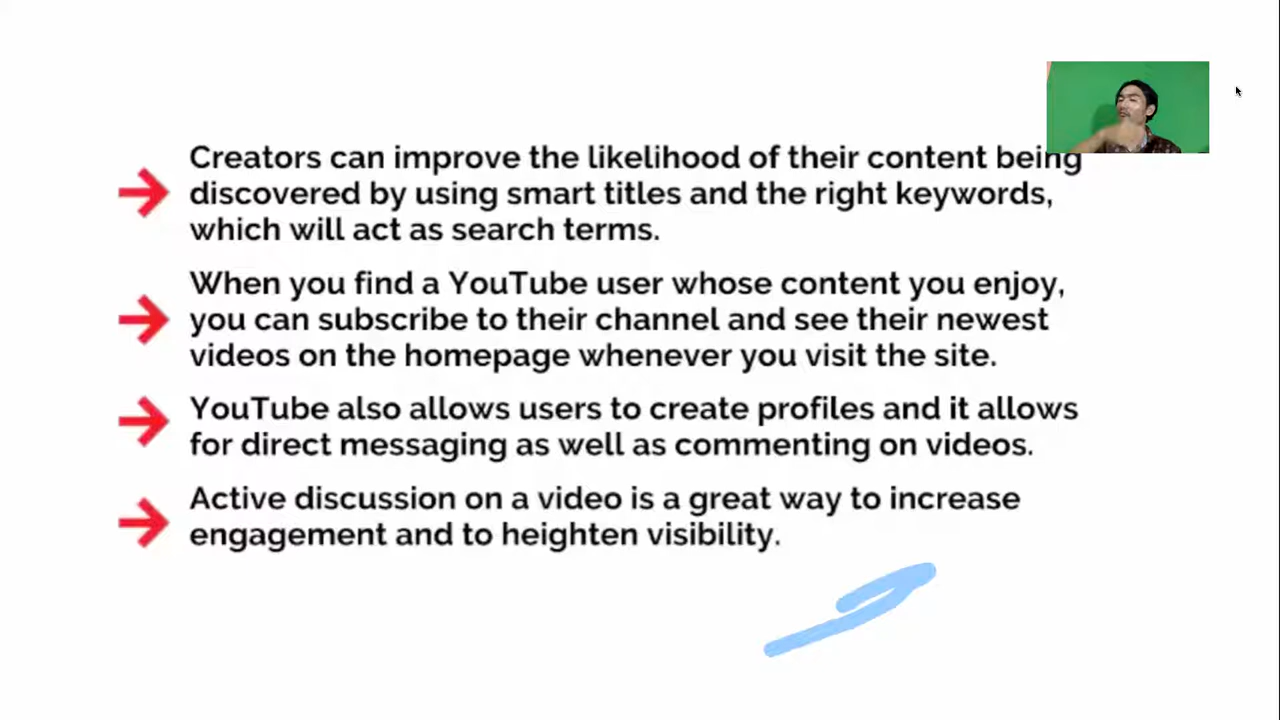 Creators can improve the likelihood of their content being
discovered by using smart titles and the right keywords,
which will act as search terms.
When you find a YouTube user whose content you enjoy,
you can subscribe to their channel and see their newest
videos on the homepage whenever you visit the site.
YouTube also allows users to create profiles and it allows
for direct messaging as well as commenting on videos.
Active discussion on a video is a great way to increase
engagement and to heighten visibility.